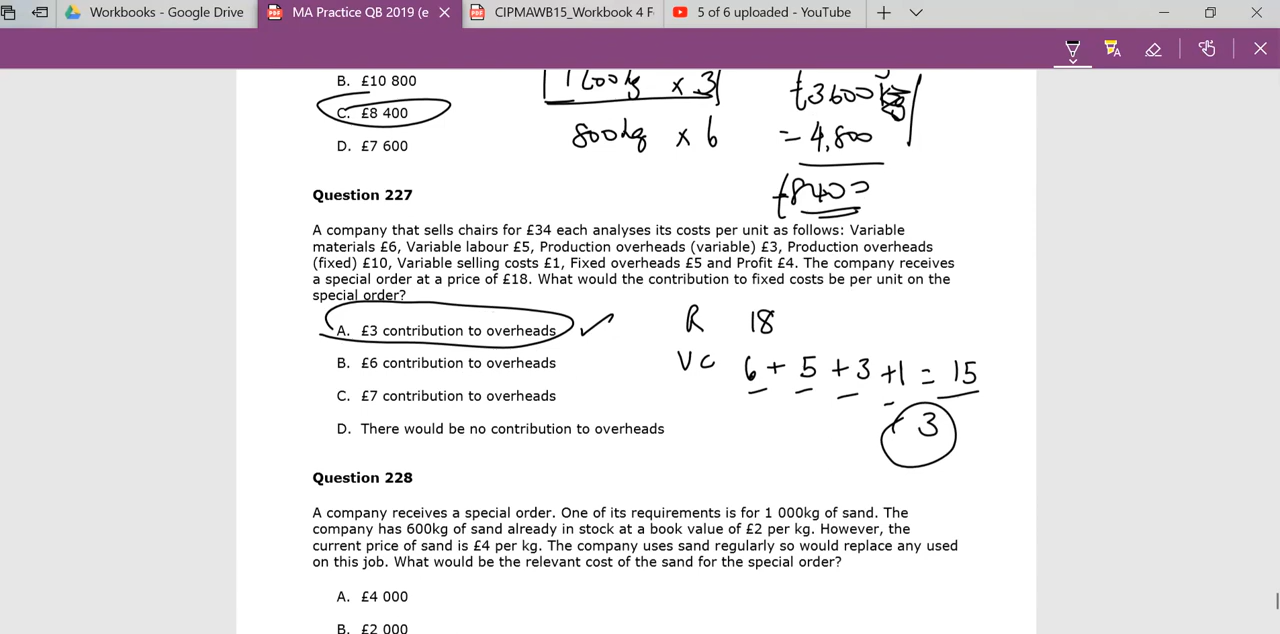 Workbooks - Google Drive
MA Practice QB 2019 (e
CIPMAWB15_Workbook 4 F
5 of 6 uploaded - YouTube
B. £10 800
C. £8 400
D. £7 600
x 3
£3600
800kg x 6
= 4,800
£8400
Question 227
A company that sells chairs for £34 each analyses its costs per unit as follows: Variable
materials £6, Variable labour £5, Production overheads (variable) £3, Production overheads
(fixed) £10, Variable selling costs £1, Fixed overheads £5 and Profit £4. The company receives
a special order at a price of £18. What would the contribution to fixed costs be per unit on the
special order?
A. £3 contribution to overheads
B. £6 contribution to overheads
C. £7 contribution to overheads
D. There would be no contribution to overheads
R 18
VC 6 + 5 + 3 + 1 = 15
3
Question 228
A company receives a special order. One of its requirements is for 1 000kg of sand. The
company has 600kg of sand already in stock at a book value of £2 per kg. However, the
current price of sand is £4 per kg. The company uses sand regularly so would replace any used
on this job. What would be the relevant cost of the sand for the special order?
A. £4 000
B. £2 000